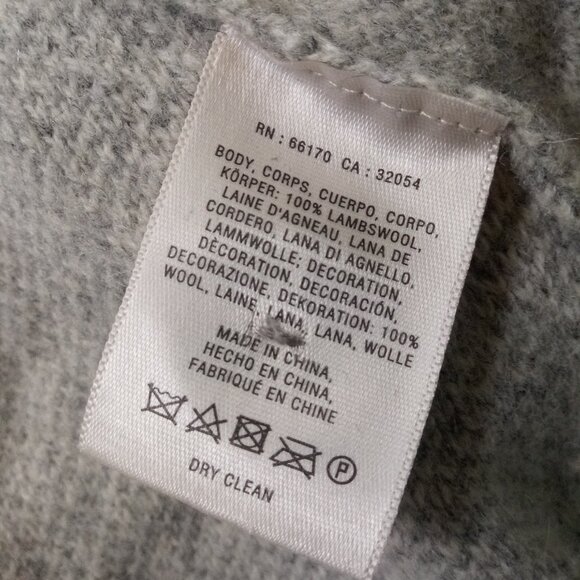 RN : 66170 CA : 32054
BODY, CORPS, CUERPO, CORPO,
KÖRPER: 100% LAMBSWOOL,
LAINE D'AGNEAU, LANA DE
CORDERO, LANA DI AGNELLO,
LAMMWOLLE; DECORATION,
DÈCORATION, DECORACIÓN,
DECORAZIONE, DEKORATION: 100%
WOOL, LAINE, LANA, LANA, WOLLE
MADE IN CHINA,
HECHO EN CHINA,
FABRIQUÉ EN CHINE
P
DRY CLEAN